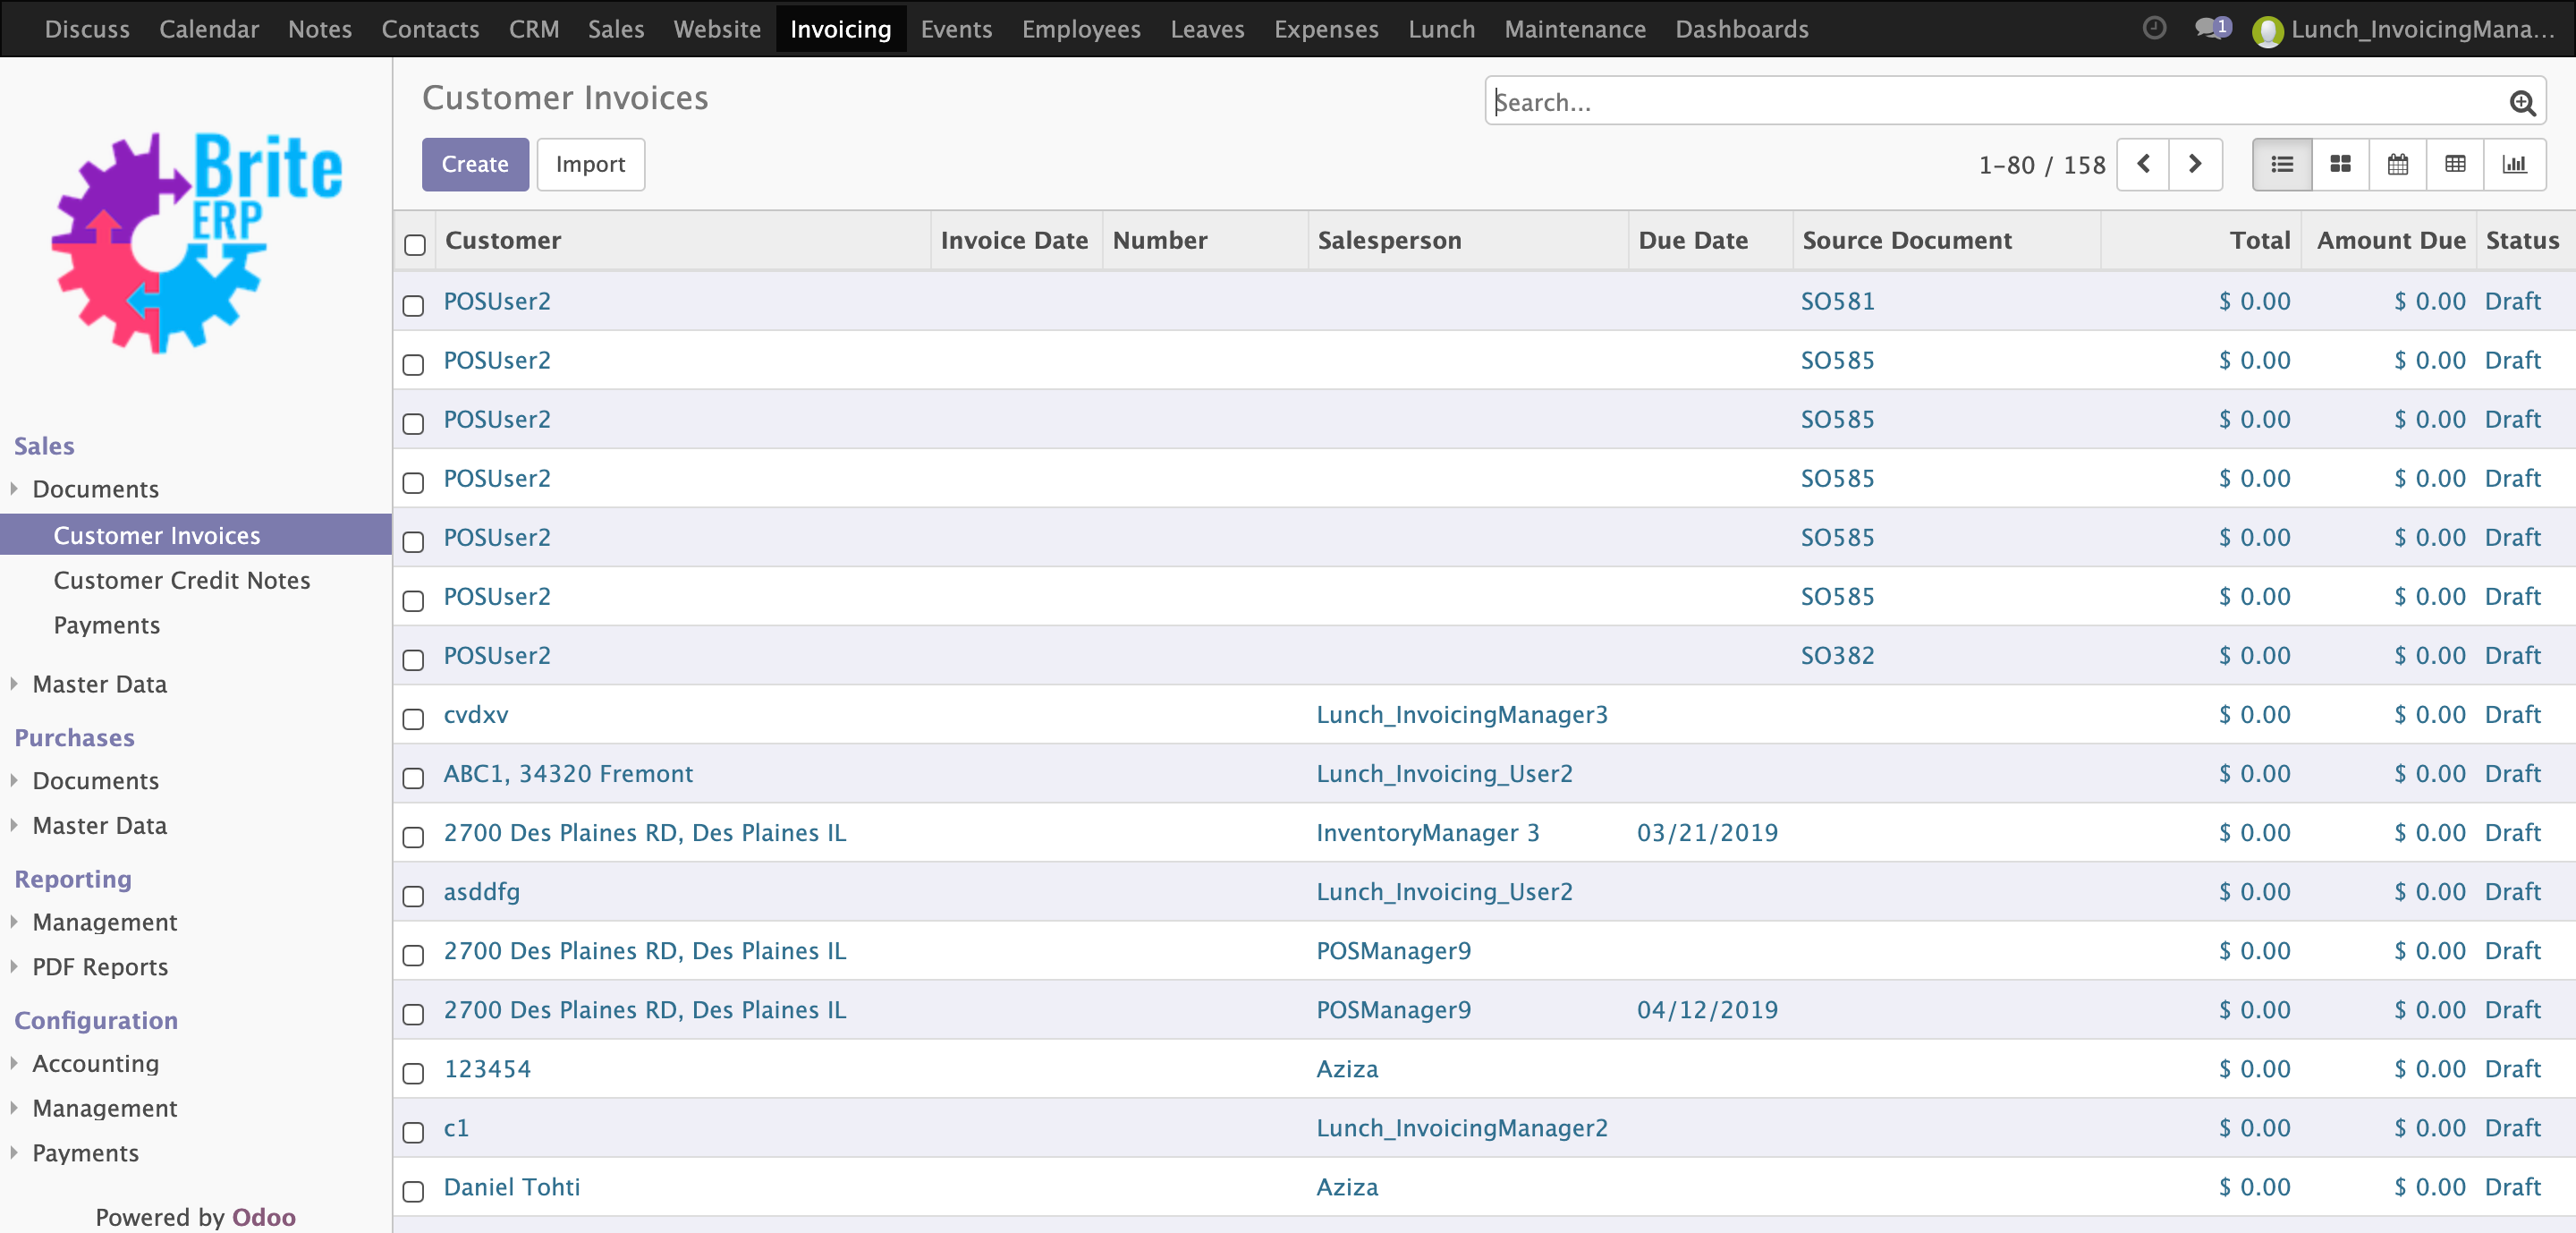 Discuss Calendar Notes Contacts CRM Sales Website Invoicing Events Employees Leaves Expenses Lunch Maintenance Dashboards 1 Lunch_InvoicingMana...
Brite
ERP
Customer Invoices
Search...
Create Import
1-80 / 158
Customer Invoice Date Number Salesperson Due Date Source Document Total Amount Due Status
POSUser2 SO581 $ 0.00 $ 0.00 Draft
POSUser2 SO585 $ 0.00 $ 0.00 Draft
POSUser2 SO585 $ 0.00 $ 0.00 Draft
POSUser2 SO585 $ 0.00 $ 0.00 Draft
POSUser2 SO585 $ 0.00 $ 0.00 Draft
POSUser2 SO585 $ 0.00 $ 0.00 Draft
POSUser2 SO382 $ 0.00 $ 0.00 Draft
cvdxv Lunch_InvoicingManager3 $ 0.00 $ 0.00 Draft
ABC1, 34320 Fremont Lunch_Invoicing_User2 $ 0.00 $ 0.00 Draft
2700 Des Plaines RD, Des Plaines IL InventoryManager 3 03/21/2019 $ 0.00 $ 0.00 Draft
asddfg Lunch_Invoicing_User2 $ 0.00 $ 0.00 Draft
2700 Des Plaines RD, Des Plaines IL POSManager9 $ 0.00 $ 0.00 Draft
2700 Des Plaines RD, Des Plaines IL POSManager9 04/12/2019 $ 0.00 $ 0.00 Draft
123454 Aziza $ 0.00 $ 0.00 Draft
c1 Lunch_InvoicingManager2 $ 0.00 $ 0.00 Draft
Daniel Tohti Aziza $ 0.00 $ 0.00 Draft
Sales
Documents
Customer Invoices
Customer Credit Notes
Payments
Master Data
Purchases
Documents
Master Data
Reporting
Management
PDF Reports
Configuration
Accounting
Management
Payments
Powered by Odoo